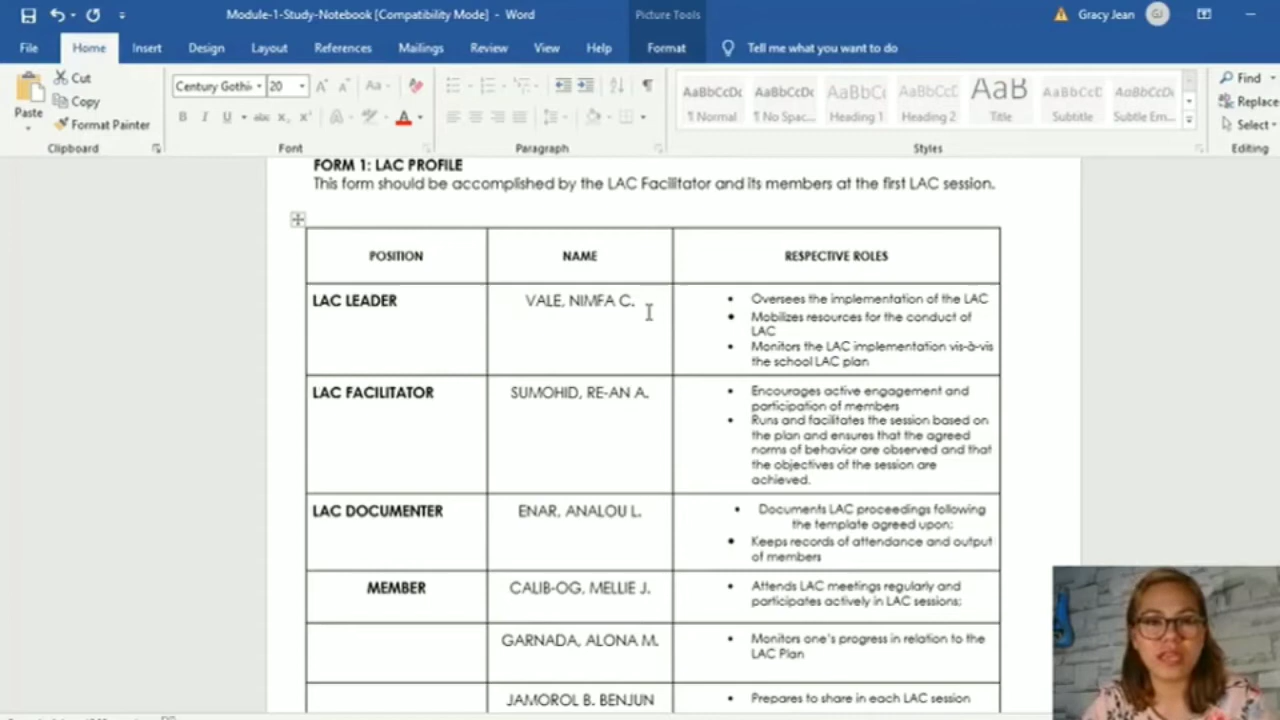 Module-1-Study-Notebook [Compatibility Mode] - Word
Picture Tools
Gracy Jean
GJ
File
Home
Insert
Design
Layout
References
Mailings
Review
View
Help
Format
Tell me what you want to do
Paste
Cut
Copy
Format Painter
Clipboard
Century Gothi
20
Aa
B I U abc x, x
A
Font
Paragraph
AaBbCcDc
¶ Normal
AaBbCcDc
¶ No Spac...
AaBbC(
Heading 1
AaBbCcC
Heading 2
AaB
Title
AaBbCcD
Subtitle
AaBbCcDt
Subtle Em...
Styles
Find
Replace
Select
Editing
FORM 1: LAC PROFILE
This form should be accomplished by the LAC Facilitator and its members at the first LAC session.
POSITION
NAME
RESPECTIVE ROLES
LAC LEADER
VALE, NIMFA C.
• Oversees the implementation of the LAC
• Mobilizes resources for the conduct of
LAC
• Monitors the LAC implementation vis-à-vis
the school LAC plan
LAC FACILITATOR
SUMOHID, RE-AN A.
• Encourages active engagement and
participation of members
• Runs and facilitates the session based on
the plan and ensures that the agreed
norms of behavior are observed and that
the objectives of the session are
achieved.
LAC DOCUMENTER
ENAR, ANALOU L.
• Documents LAC proceedings following
the template agreed upon;
• Keeps records of attendance and output
of members
MEMBER
CALIB-OG, MELLIE J.
• Attends LAC meetings regularly and
participates actively in LAC sessions;
GARNADA, ALONA M.
• Monitors one's progress in relation to the
LAC Plan
JAMOROL B. BENJUN
• Prepares to share in each LAC session